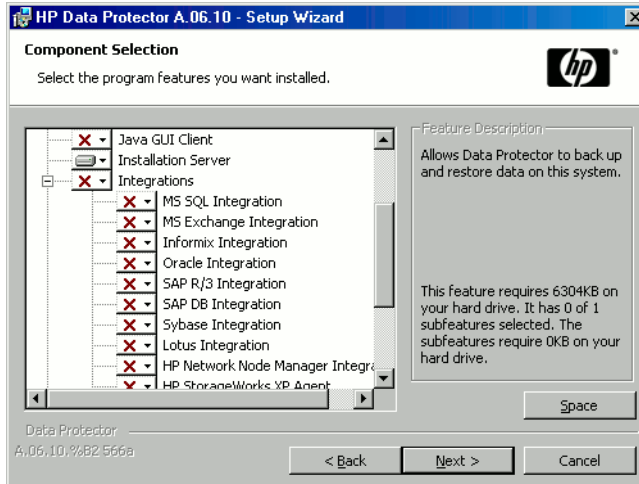 HP Data Protector A.06.10 - Setup Wizard
Component Selection
Select the program features you want installed.
hp
Java GUI Client
Installation Server
Integrations
MS SQL Integration
MS Exchange Integration
Informix Integration
Oracle Integration
SAP R/3 Integration
SAP DB Integration
Sybase Integration
Lotus Integration
HP Network Node Manager Integra
HP StorageWorks XP Agent
Feature Description
Allows Data Protector to back up
and restore data on this system.
This feature requires 6304KB on
your hard drive. It has 0 of 1
subfeatures selected. The
subfeatures require 0KB on your
hard drive.
Space
Data Protector
A.06.10.%B2 566a
< Back
Next >
Cancel